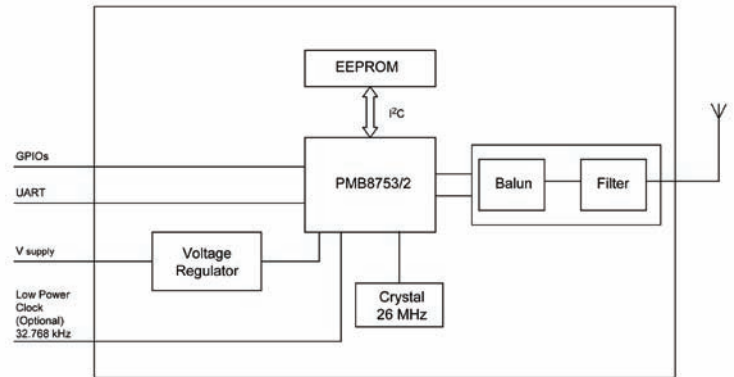 EEPROM
I²C
GPIOs
UART
PMB8753/2
Balun
Filter
V supply
Voltage
Regulator
Crystal
26 MHz
Low Power
Clock
(Optional)
32.768 kHz